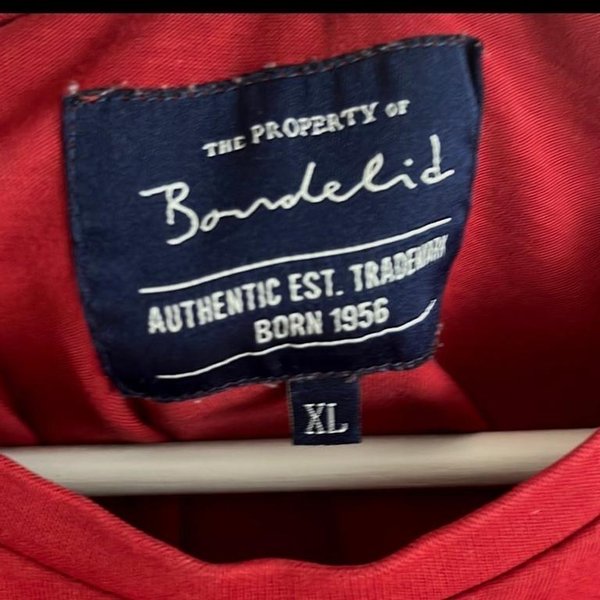 THE PROPERTY OF
Bondelid
AUTHENTIC EST. TRADEMARK
BORN 1956
XL